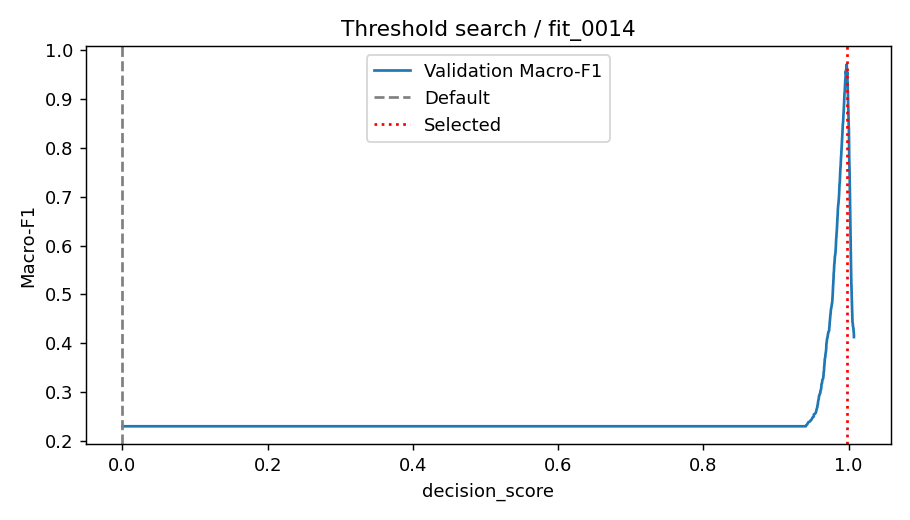 Threshold search / fit_0014
Validation Macro-F1
Default
Selected
Macro-F1
1.0
0.9
0.8
0.7
0.6
0.5
0.4
0.3
0.2
0.0 0.2 0.4 0.6 0.8 1.0
decision_score